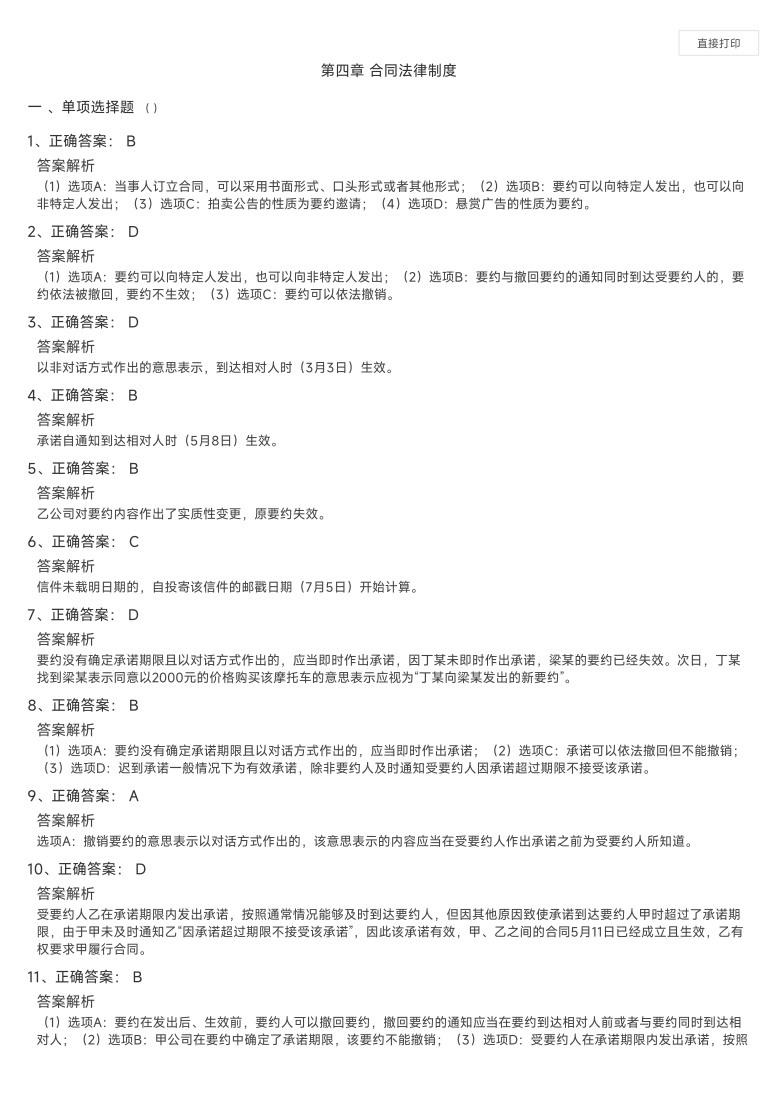 直接打印
第四章 合同法律制度
一 、单项选择题 （ ）
1、正确答案： B
答案解析
（1）选项A：当事人订立合同，可以采用书面形式、口头形式或者其他形式；（2）选项B：要约可以向特定人发出，也可以向
非特定人发出；（3）选项C：拍卖公告的性质为要约邀请；（4）选项D：悬赏广告的性质为要约。
2、正确答案： D
答案解析
（1）选项A：要约可以向特定人发出，也可以向非特定人发出；（2）选项B：要约与撤回要约的通知同时到达受要约人的，要
约依法被撤回，要约不生效；（3）选项C：要约可以依法撤销。
3、正确答案： D
答案解析
以非对话方式作出的意思表示，到达相对人时（3月3日）生效。
4、正确答案： B
答案解析
承诺自通知到达相对人时（5月8日）生效。
5、正确答案： B
答案解析
乙公司对要约内容作出了实质性变更，原要约失效。
6、正确答案： C
答案解析
信件未载明日期的，自投寄该信件的邮戳日期（7月5日）开始计算。
7、正确答案： D
答案解析
要约没有确定承诺期限且以对话方式作出的，应当即时作出承诺，因丁某未即时作出承诺，梁某的要约已经失效。次日，丁某
找到梁某表示同意以2000元的价格购买该摩托车的意思表示应视为“丁某向梁某发出的新要约”。
8、正确答案： B
答案解析
（1）选项A：要约没有确定承诺期限且以对话方式作出的，应当即时作出承诺；（2）选项C：承诺可以依法撤回但不能撤销；
（3）选项D：迟到承诺一般情况下为有效承诺，除非要约人及时通知受要约人因承诺超过期限不接受该承诺。
9、正确答案： A
答案解析
选项A：撤销要约的意思表示以对话方式作出的，该意思表示的内容应当在受要约人作出承诺之前为受要约人所知道。
10、正确答案： D
答案解析
受要约人乙在承诺期限内发出承诺，按照通常情况能够及时到达要约人，但因其他原因致使承诺到达要约人甲时超过了承诺期
限，由于甲未及时通知乙“因承诺超过期限不接受该承诺”，因此该承诺有效，甲、乙之间的合同5月11日已经成立且生效，乙有
权要求甲履行合同。
11、正确答案： B
答案解析
（1）选项A：要约在发出后、生效前，要约人可以撤回要约，撤回要约的通知应当在要约到达相对人前或者与要约同时到达相
对人；（2）选项B：甲公司在要约中确定了承诺期限，该要约不能撤销；（3）选项D：受要约人在承诺期限内发出承诺，按照